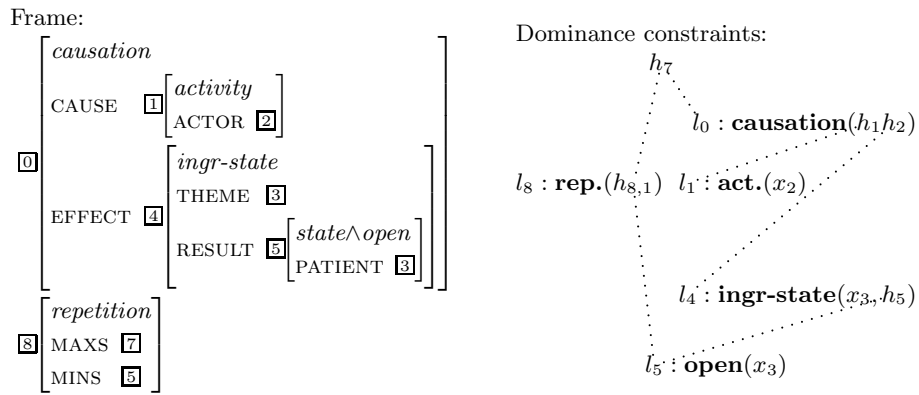 Frame:
causation
CAUSE 1 activity
ACTOR 2
0
ingr-state
THEME 3
EFFECT 4
RESULT 5 state∧open
PATIENT 3
repetition
8 MAXS 7
MINS 5
Dominance constraints:
h₇
l₀ : causation(h₁h₂)
l₈ : rep.(h₈,₁) l₁ : act.(x₂)
l₄ : ingr-state(x₃, h₅)
l₅ : open(x₃)